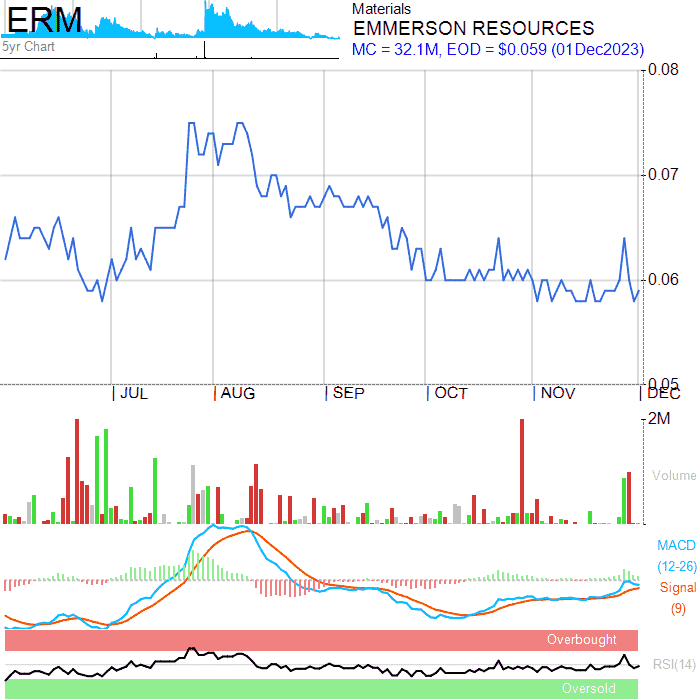 ERM
5yr Chart
Materials
EMMERSON RESOURCES
MC = 32.1M, EOD = $0.059 (01Dec2023)
0.08
0.07
0.06
0.05
JUL
AUG
SEP
OCT
NOV
DEC
2M
Volume
MACD
(12-26)
Signal
(9)
Overbought
RSI(14)
Oversold